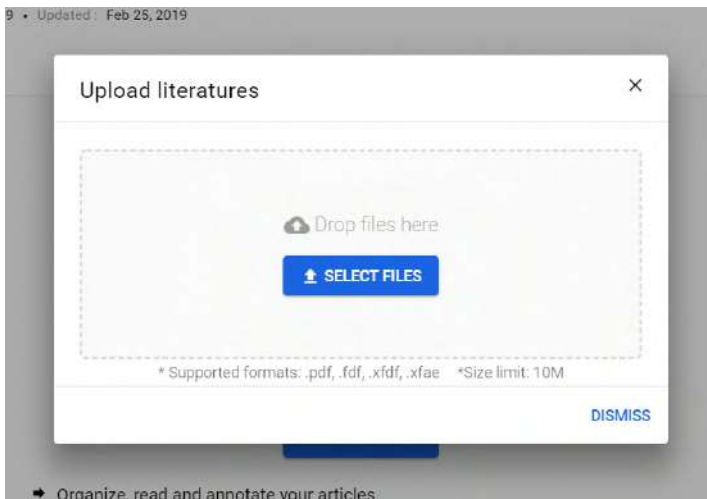 9 • Updated : Feb 25, 2019
Upload literatures
Drop files here
SELECT FILES
* Supported formats: .pdf, .fdf, .xfdf, .xfae *Size limit: 10M
DISMISS
Organize, read and annotate your articles